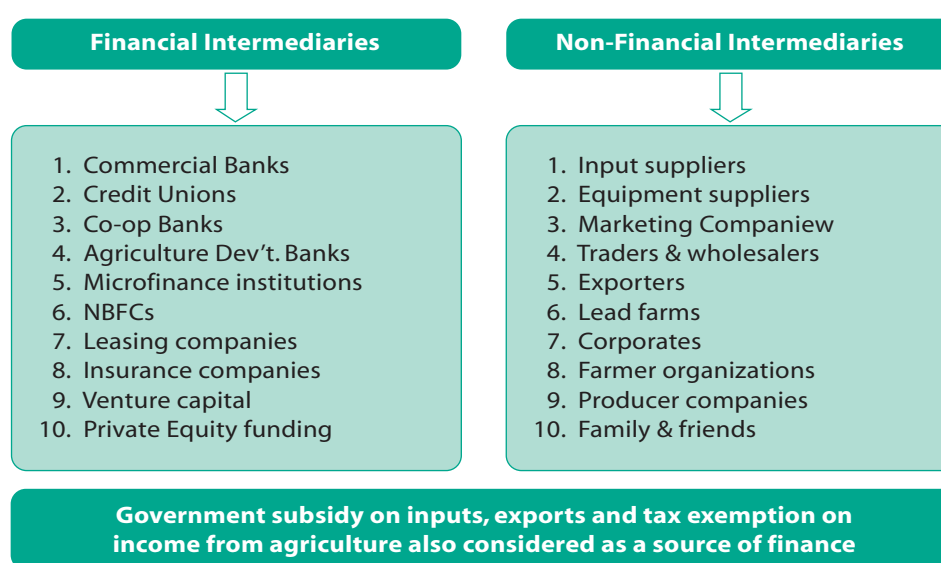 Financial Intermediaries
1. Commercial Banks
2. Credit Unions
3. Co-op Banks
4. Agriculture Dev't. Banks
5. Microfinance institutions
6. NBFCs
7. Leasing companies
8. Insurance companies
9. Venture capital
10. Private Equity funding
Non-Financial Intermediaries
1. Input suppliers
2. Equipment suppliers
3. Marketing Companiew
4. Traders & wholesalers
5. Exporters
6. Lead farms
7. Corporates
8. Farmer organizations
9. Producer companies
10. Family & friends
Government subsidy on inputs, exports and tax exemption on
income from agriculture also considered as a source of finance